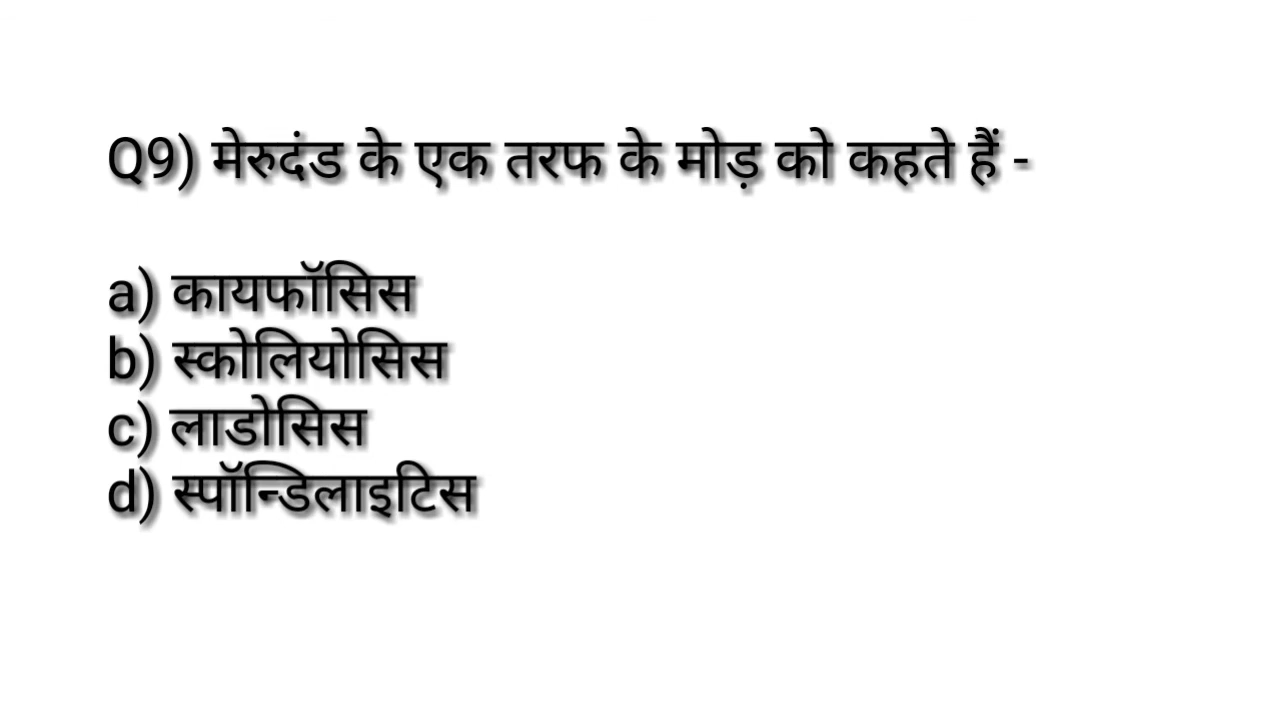 Q9) मेरुदंड के एक तरफ के मोड़ को कहते हैं -
a) कायफॉसिस
b) स्कोलियोसिस
c) लाडोसिस
d) स्पॉन्डिलाइटिस